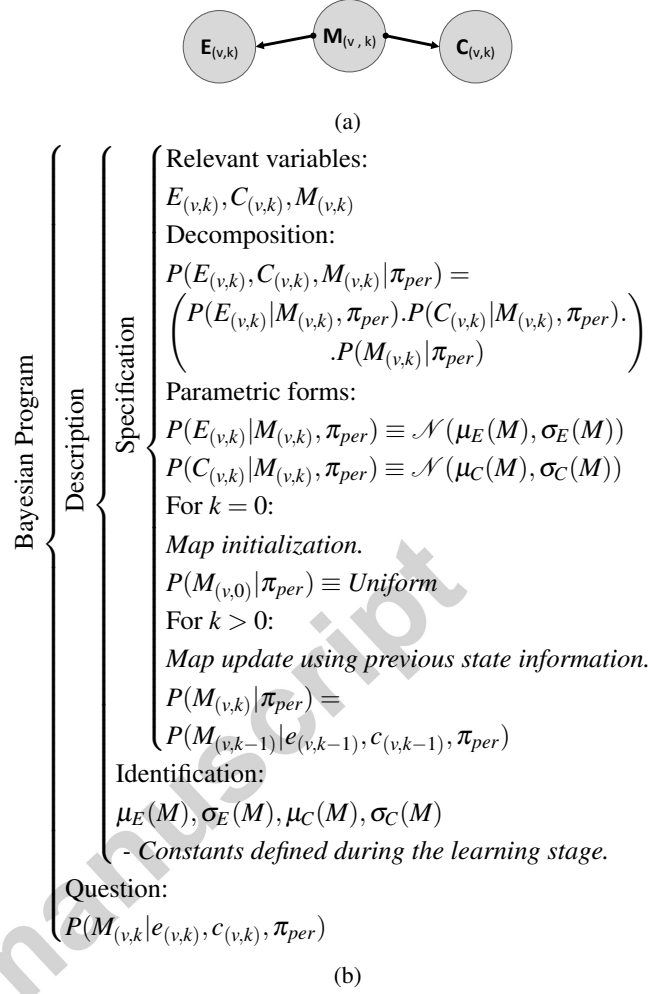 E(v,k) M(v , k) C(v,k)
(a)
Bayesian Program
Description
Specification
Relevant variables:
E(v,k),C(v,k),M(v,k)
Decomposition:
P(E(v,k),C(v,k),M(v,k)|πper) =
(P(E(v,k)|M(v,k),πper).P(C(v,k)|M(v,k),πper).
.P(M(v,k)|πper))
Parametric forms:
P(E(v,k)|M(v,k),πper) ≡ 𝒩(μE(M),σE(M))
P(C(v,k)|M(v,k),πper) ≡ 𝒩(μC(M),σC(M))
For k = 0:
Map initialization.
P(M(v,0)|πper) ≡ Uniform
For k > 0:
Map update using previous state information.
P(M(v,k)|πper) =
P(M(v,k−1)|e(v,k−1),c(v,k−1),πper)
Identification:
μE(M),σE(M),μC(M),σC(M)
- Constants defined during the learning stage.
Question:
P(M(v,k|e(v,k),c(v,k),πper)
(b)
manuscript